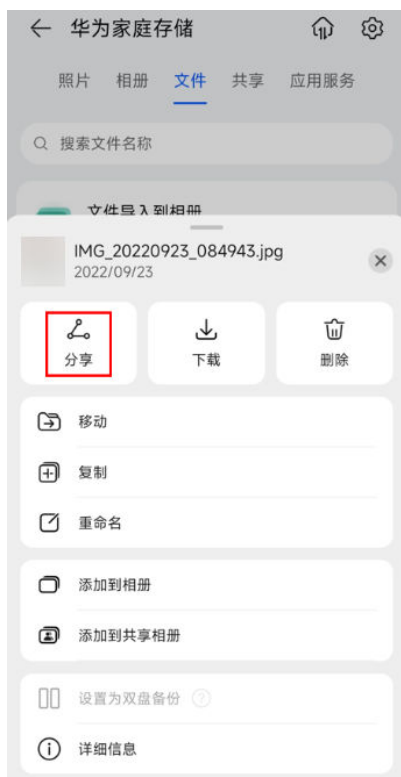 华为家庭存储
照片 相册 文件 共享 应用服务
搜索文件名称
文件导入到相册
IMG_20220923_084943.jpg
2022/09/23
分享 下载 删除
移动
复制
重命名
添加到相册
添加到共享相册
设置为双盘备份
详细信息